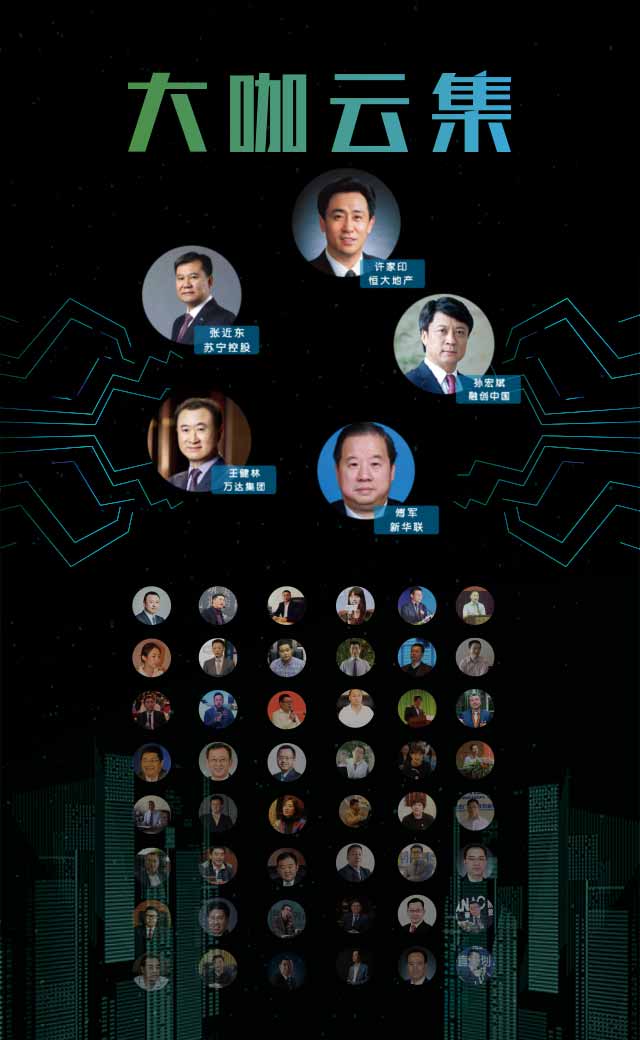 大咖云集
许家印
恒大地产
张近东
苏宁控股
孙宏斌
融创中国
王健林
万达集团
傅军
新华联